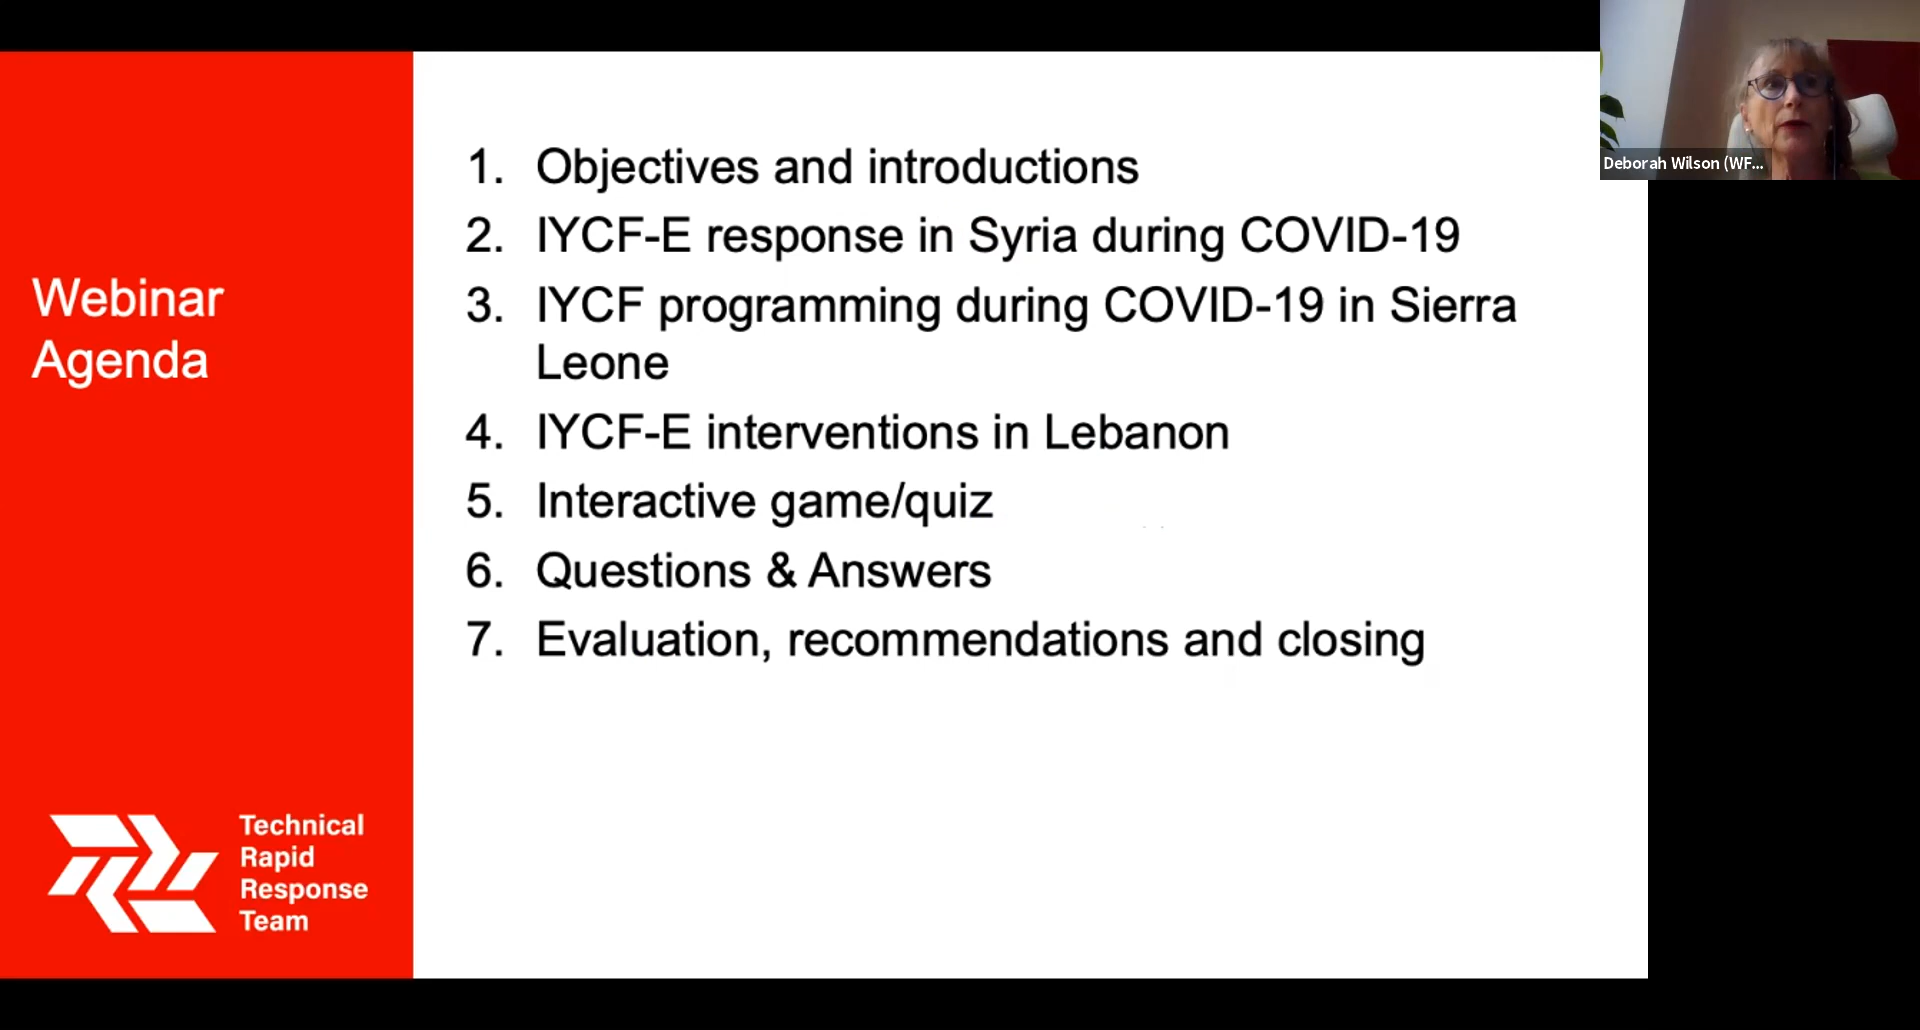 Webinar
Agenda
1. Objectives and introductions
2. IYCF-E response in Syria during COVID-19
3. IYCF programming during COVID-19 in Sierra
Leone
4. IYCF-E interventions in Lebanon
5. Interactive game/quiz
6. Questions & Answers
7. Evaluation, recommendations and closing
Technical
Rapid
Response
Team
Deborah Wilson (WF...